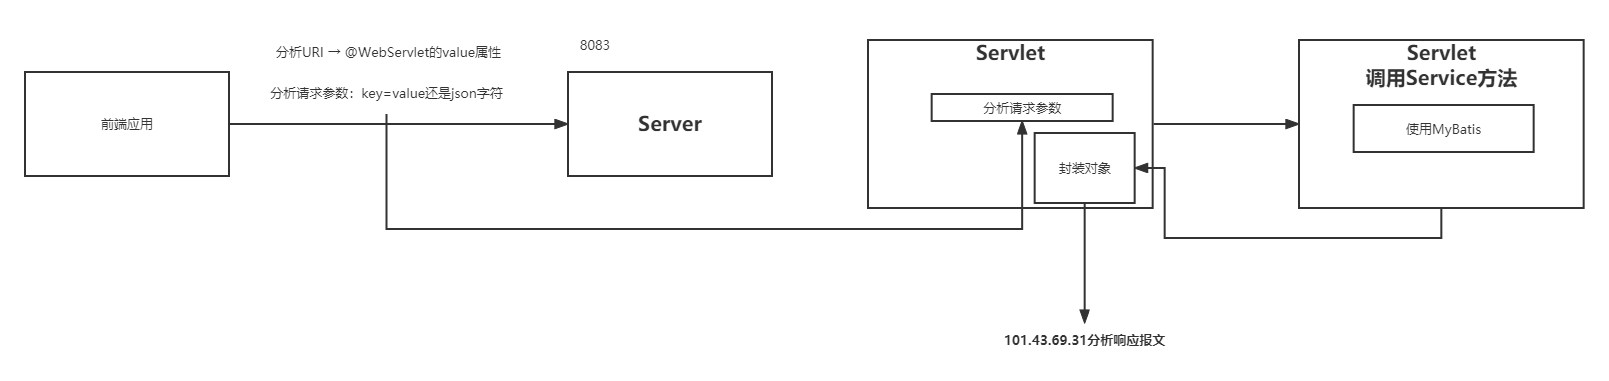 分析URI → @WebServlet的value属性
8083
分析请求参数：key=value还是json字符
前端应用
Server
Servlet
分析请求参数
封装对象
Servlet
调用Service方法
使用MyBatis
101.43.69.31分析响应报文